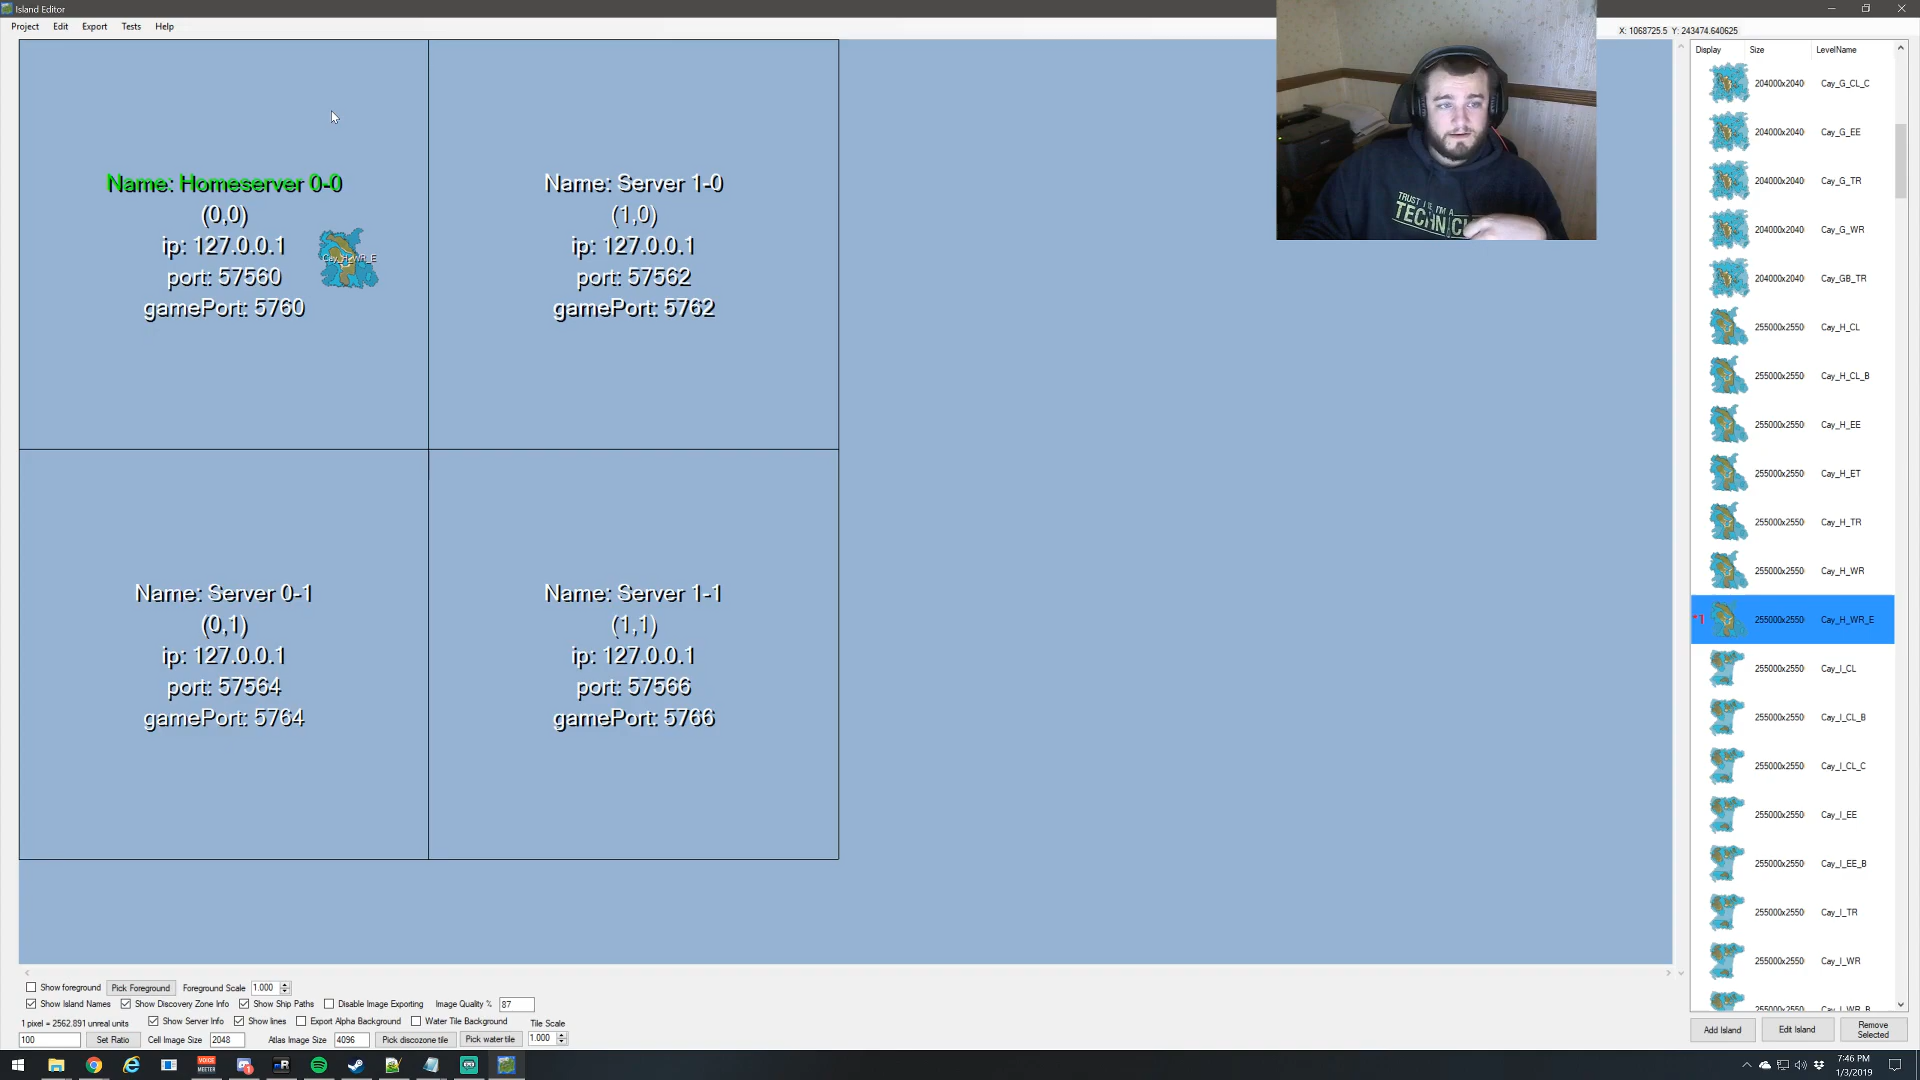 Island Editor
Project Edit Export Tests Help
X: 1068725.5 Y: 243474.640625
Display Size LevelName
Name: Homeserver 0-0
(0,0)
ip: 127.0.0.1
port: 57560
gamePort: 5760
Cay_H_WR_E
Name: Server 1-0
(1,0)
ip: 127.0.0.1
port: 57562
gamePort: 5762
Name: Server 0-1
(0,1)
ip: 127.0.0.1
port: 57564
gamePort: 5764
Name: Server 1-1
(1,1)
ip: 127.0.0.1
port: 57566
gamePort: 5766
TRUST I'M A
TECHNIC
204000x2040 Cay_G_CL_C
204000x2040 Cay_G_EE
204000x2040 Cay_G_TR
204000x2040 Cay_G_WR
204000x2040 Cay_GB_TR
255000x2550 Cay_H_CL
255000x2550 Cay_H_CL_B
255000x2550 Cay_H_EE
255000x2550 Cay_H_ET
255000x2550 Cay_H_TR
255000x2550 Cay_H_WR
*1 255000x2550 Cay_H_WR_E
255000x2550 Cay_I_CL
255000x2550 Cay_I_CL_B
255000x2550 Cay_I_CL_C
255000x2550 Cay_I_EE
255000x2550 Cay_I_EE_B
255000x2550 Cay_I_TR
255000x2550 Cay_I_WR
255000x2550 Cay_I_WR_B
Show foreground Pick Foreground Foreground Scale 1.000
Show Island Names Show Discovery Zone Info Show Ship Paths Disable Image Exporting Image Quality % 87
1 pixel = 2562.891 unreal units Show Server Info Show lines Export Alpha Background Water Tile Background Tile Scale
100 Set Ratio Cell Image Size 2048 Atlas Image Size 4096 Pick discozone tile Pick water tile 1.000
Add Island Edit Island Remove Selected
VOICE
MEETER
7:46 PM
1/3/2019